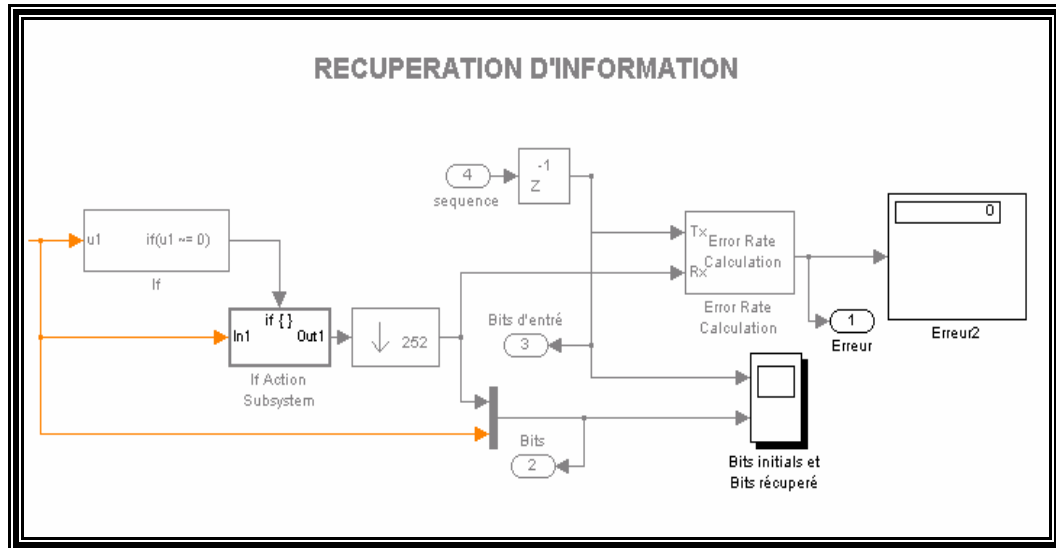 RECUPERATION D'INFORMATION
4
sequence
-1
Z
u1 if(u1 ~= 0)
If
Tx
Error Rate
Calculation
Rx
Error Rate
Calculation
0
Erreur2
1
Erreur
if { }
In1 Out1
If Action
Subsystem
252
Bits d'entré
3
Bits
2
Bits initials et
Bits récuperé